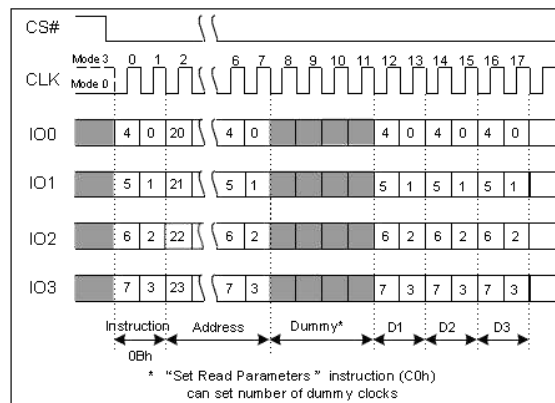 CS#
Mode 3 0 1 2 6 7 8 9 10 11 12 13 14 15 16 17
CLK Mode 0
IO0 4 0 20 4 0 4 0 4 0 4 0
IO1 5 1 21 5 1 5 1 5 1 5 1
IO2 6 2 22 6 2 6 2 6 2 6 2
IO3 7 3 23 7 3 7 3 7 3 7 3
Instruction Address Dummy* D1 D2 D3
0Bh
* "Set Read Parameters" instruction (C0h)
can set number of dummy clocks